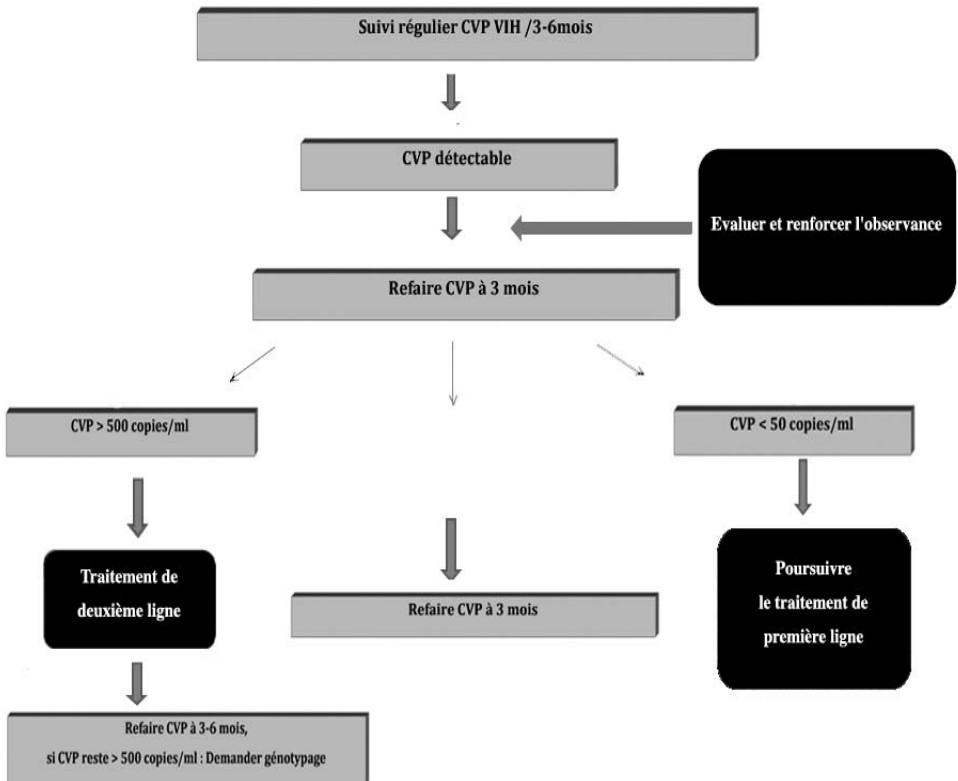 Suivi régulier CVP VIH /3-6mois
CVP détectable
Evaluer et renforcer l'observance
Refaire CVP à 3 mois
CVP > 500 copies/ml
CVP < 50 copies/ml
Traitement de
deuxième ligne
Refaire CVP à 3 mois
Poursuivre
le traitement de
première ligne
Refaire CVP à 3-6 mois,
si CVP reste > 500 copies/ml : Demander génotypage